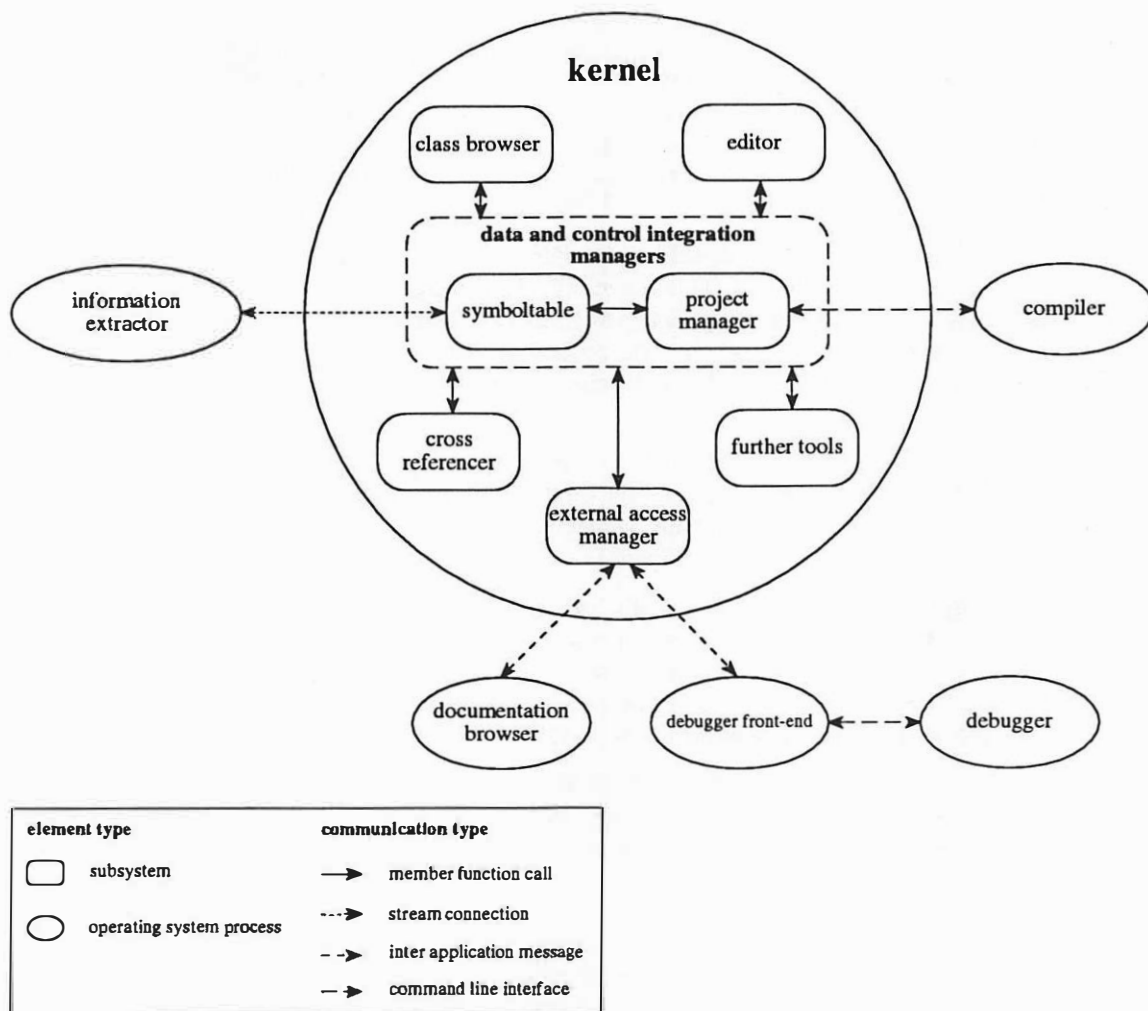 kernel
class browser
editor
data and control integration
managers
information
extractor
symboltable
project
manager
compiler
cross
referencer
further tools
external access
manager
documentation
browser
debugger front-end
debugger
element type
communication type
subsystem
member function call
operating system process
stream connection
inter application message
command line interface